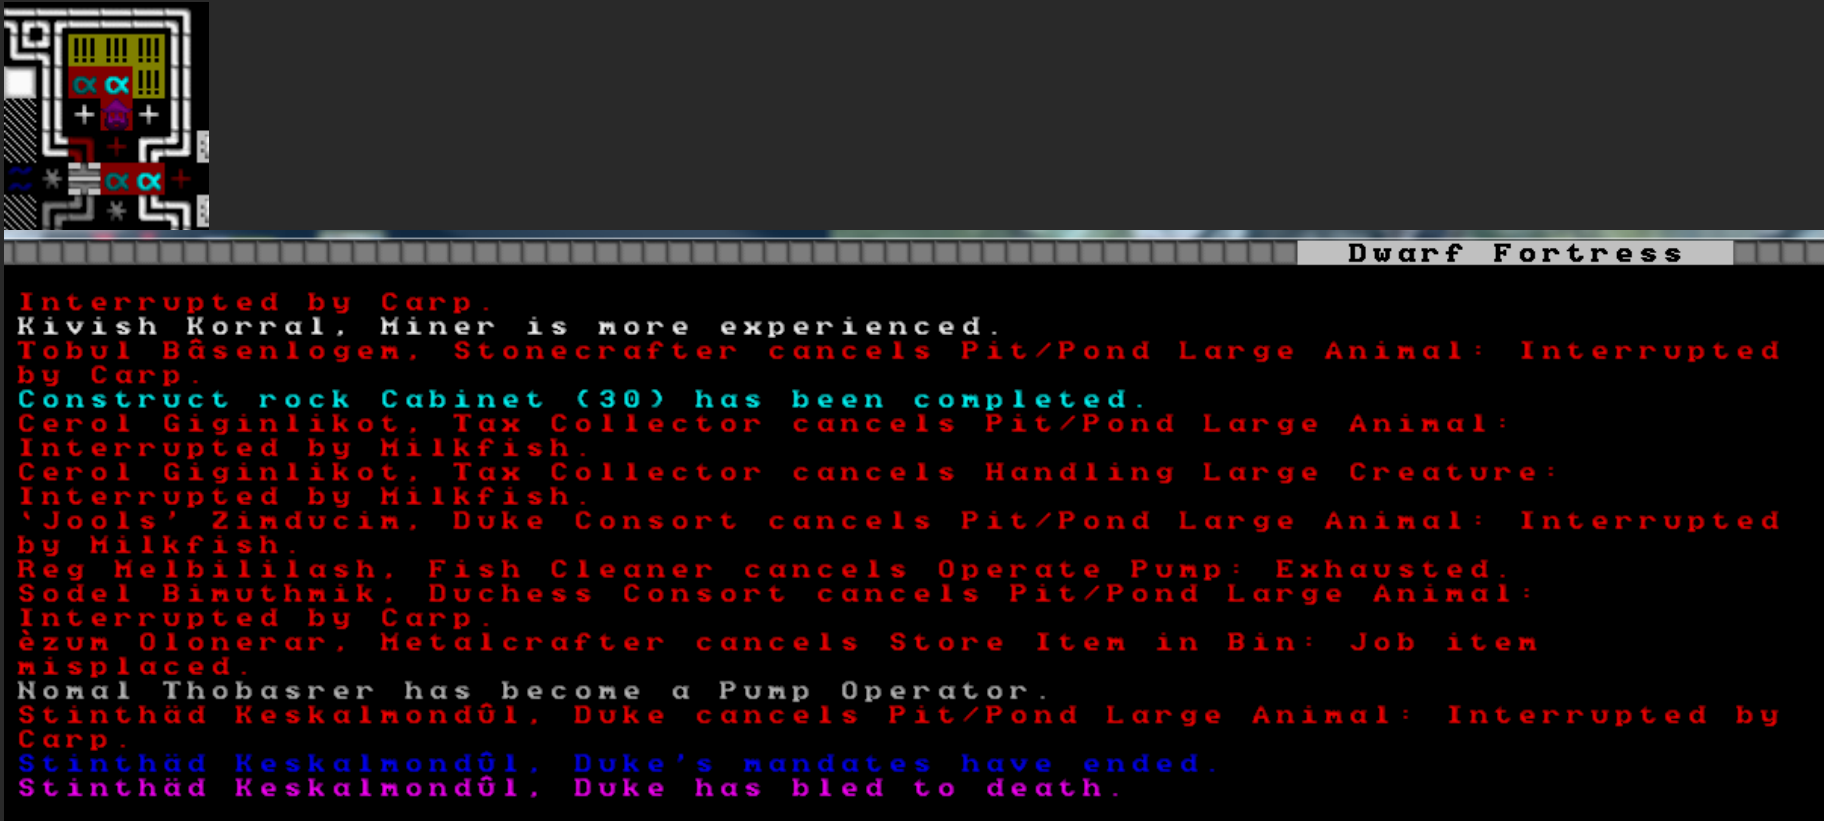 Dwarf Fortress
Interrupted by Carp.
Kivish Korral, Miner is more experienced.
Tobul Bâsenlogem, Stonecrafter cancels Pit/Pond Large Animal: Interrupted
by Carp.
Construct rock Cabinet (30) has been completed.
Cerol Giginlikot, Tax Collector cancels Pit/Pond Large Animal:
Interrupted by Milkfish.
Cerol Giginlikot, Tax Collector cancels Handling Large Creature:
Interrupted by Milkfish.
`Jools' Zimducim, Duke Consort cancels Pit/Pond Large Animal: Interrupted
by Milkfish.
Reg Melbililash, Fish Cleaner cancels Operate Pump: Exhausted.
Sodel Bimuthmik, Duchess Consort cancels Pit/Pond Large Animal:
Interrupted by Carp.
èzum Olonerar, Metalcrafter cancels Store Item in Bin: Job item
misplaced.
Nomal Thobasrer has become a Pump Operator.
Stinthäd Keskalmondûl, Duke cancels Pit/Pond Large Animal: Interrupted by
Carp.
Stinthäd Keskalmondûl, Duke's mandates have ended.
Stinthäd Keskalmondûl, Duke has bled to death.